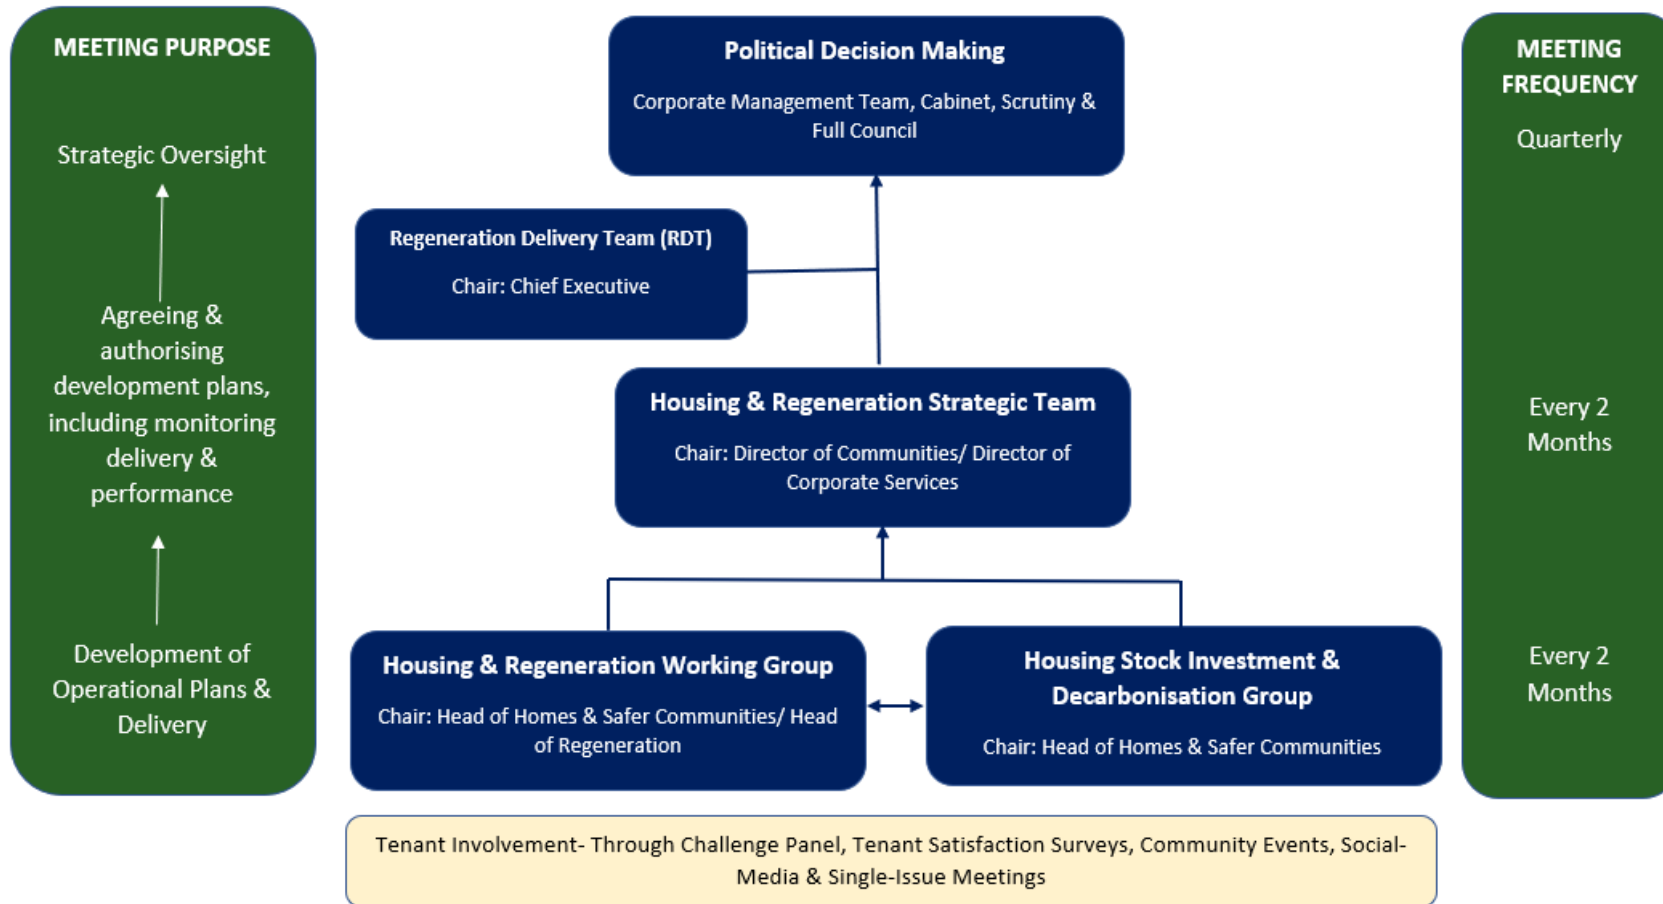 MEETING PURPOSE
Strategic Oversight
Agreeing &
authorising
development plans,
including monitoring
delivery &
performance
Development of
Operational Plans &
Delivery
Political Decision Making
Corporate Management Team, Cabinet, Scrutiny &
Full Council
Regeneration Delivery Team (RDT)
Chair: Chief Executive
Housing & Regeneration Strategic Team
Chair: Director of Communities/ Director of
Corporate Services
Housing & Regeneration Working Group
Chair: Head of Homes & Safer Communities/ Head
of Regeneration
Housing Stock Investment &
Decarbonisation Group
Chair: Head of Homes & Safer Communities
Tenant Involvement- Through Challenge Panel, Tenant Satisfaction Surveys, Community Events, Social-
Media & Single-Issue Meetings
MEETING
FREQUENCY
Quarterly
Every 2
Months
Every 2
Months